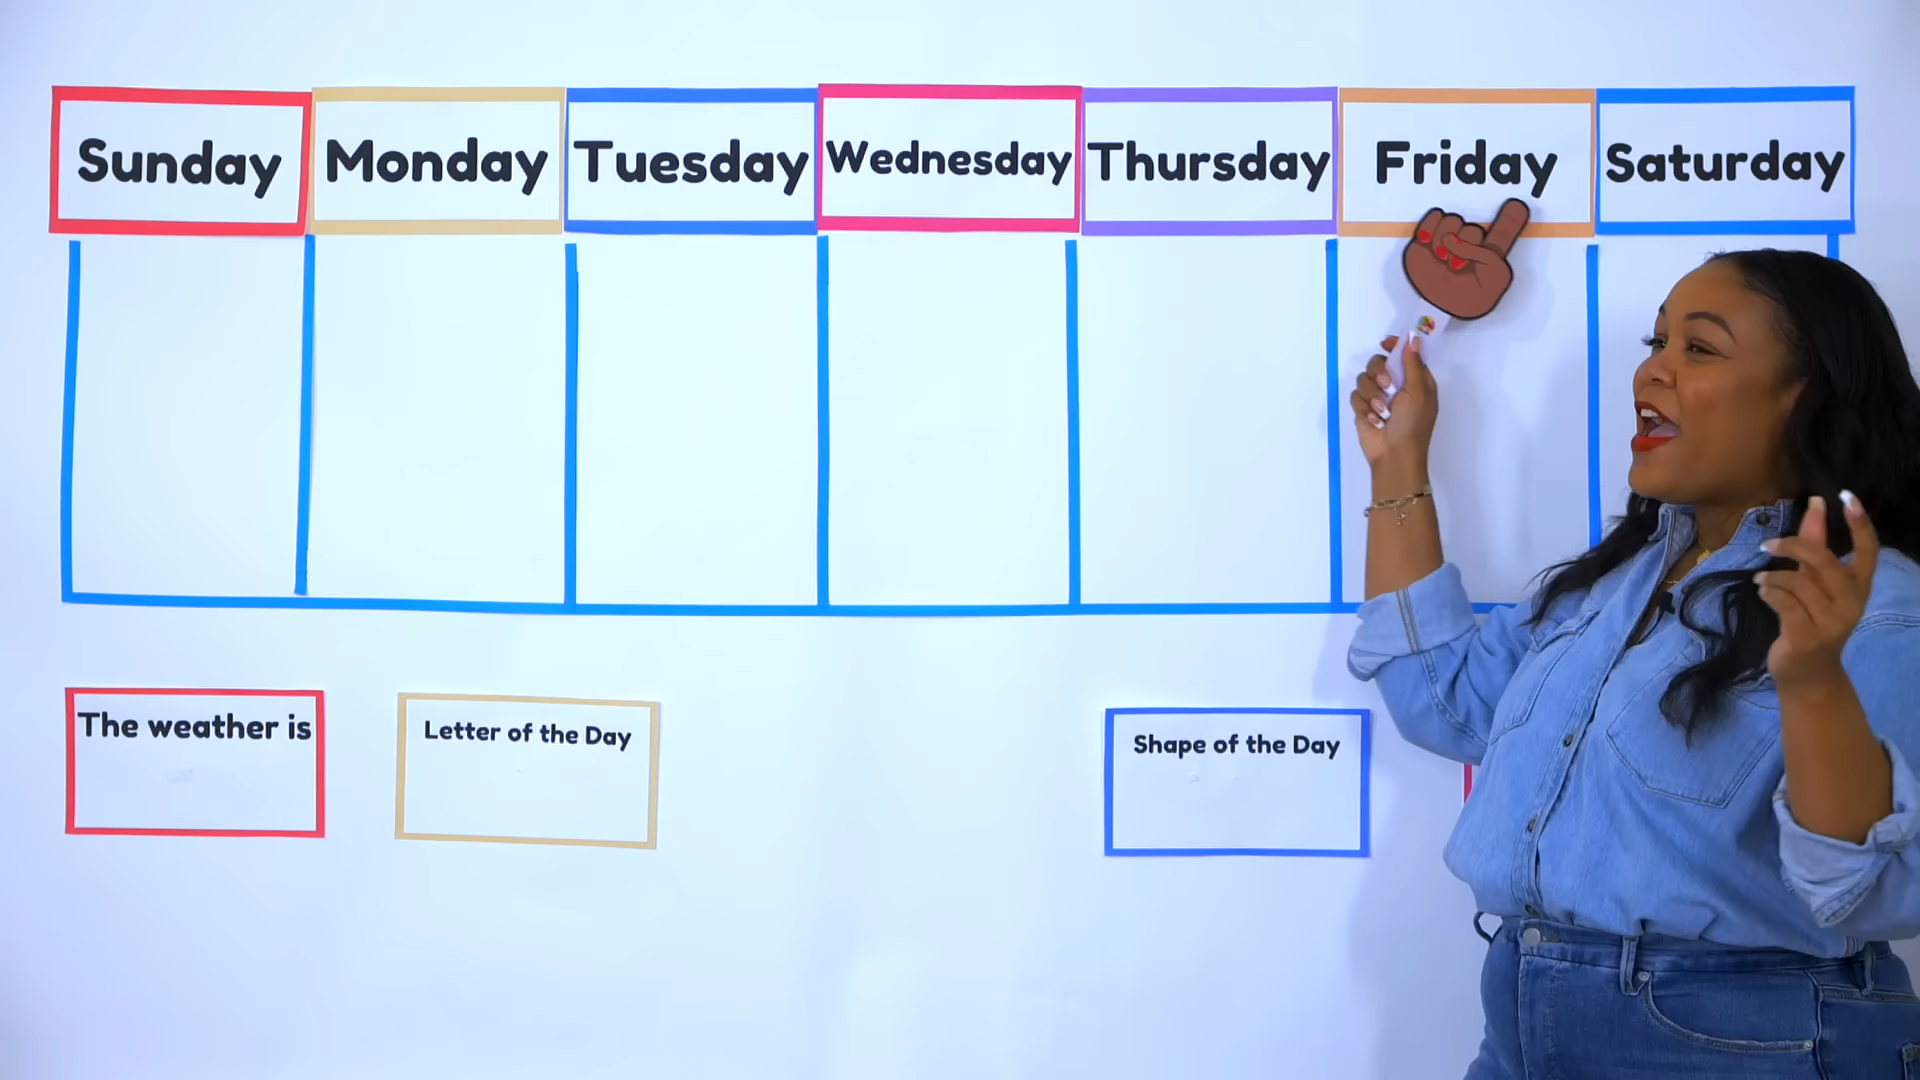 Sunday
Monday
Tuesday
Wednesday
Thursday
Friday
Saturday
The weather is
Letter of the Day
Shape of the Day